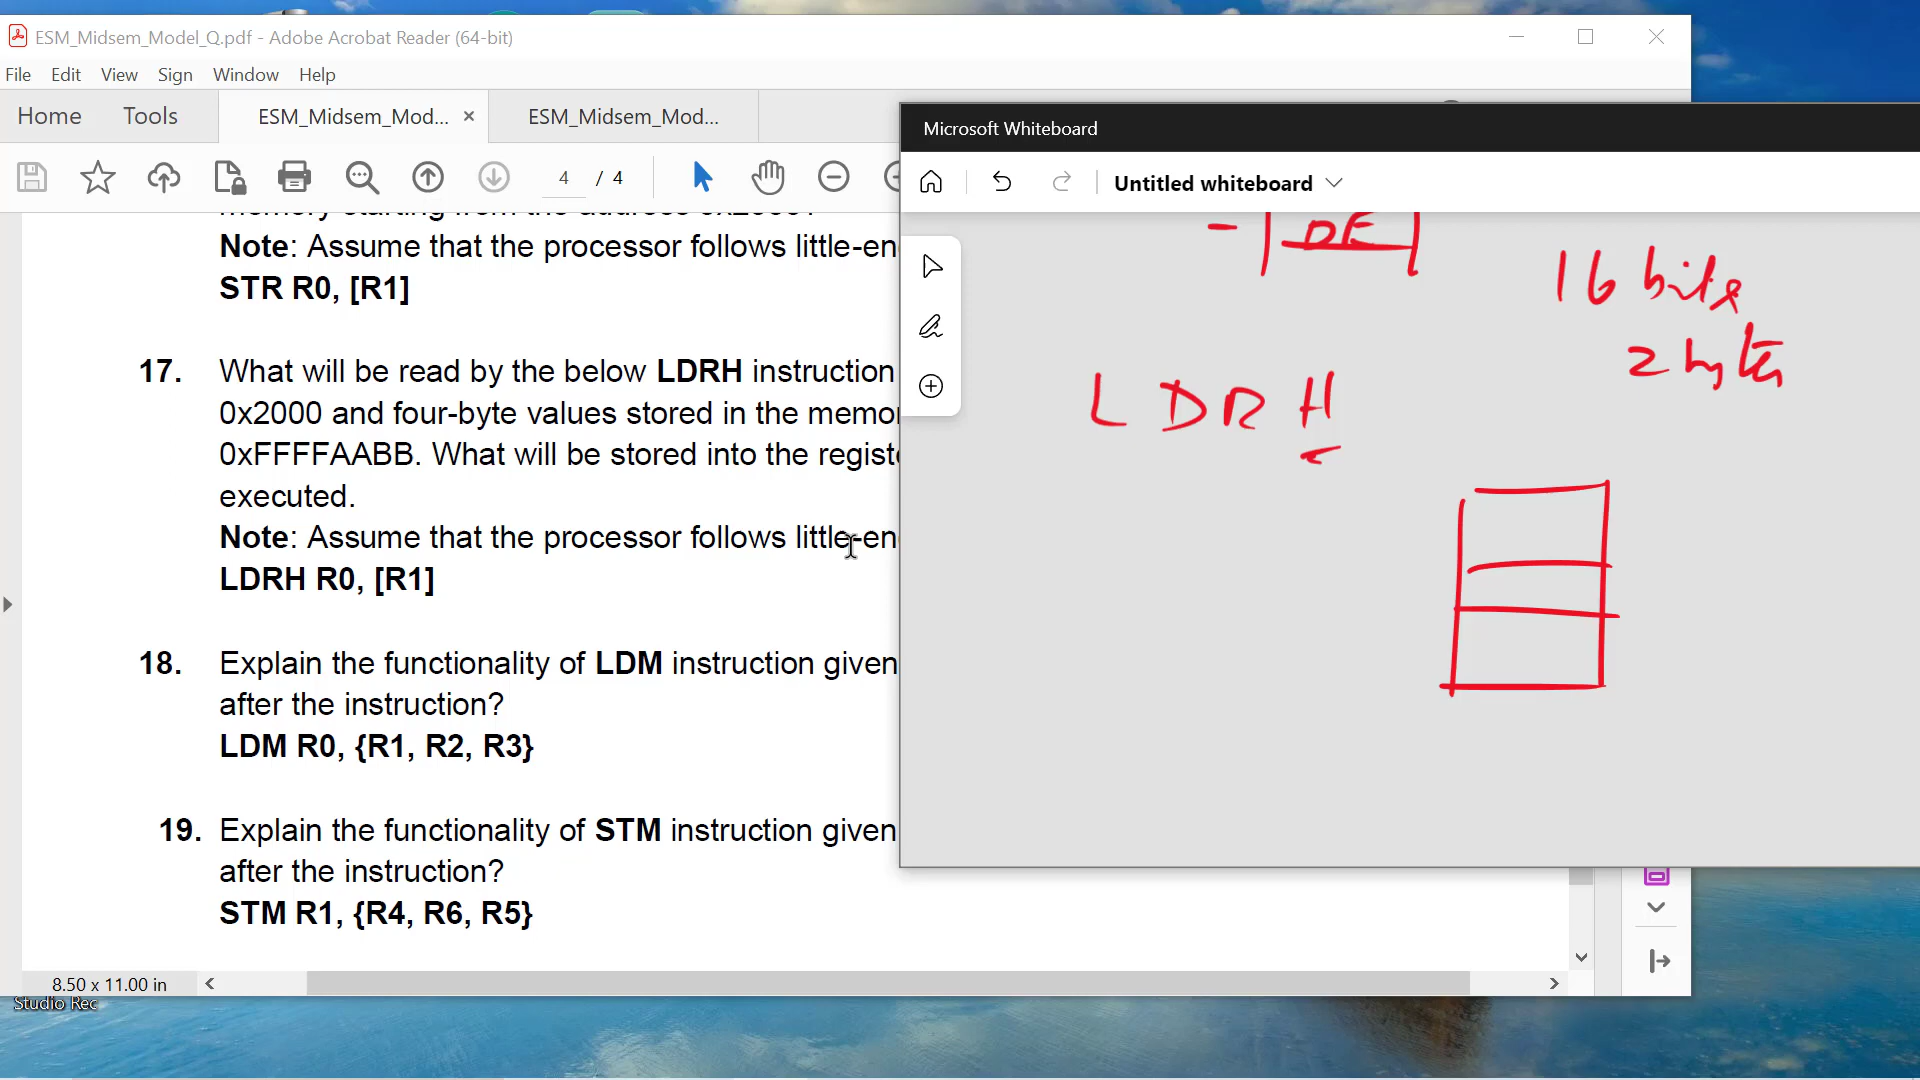 ESM_Midsem_Model_Q.pdf - Adobe Acrobat Reader (64-bit)
File Edit View Sign Window Help
Home Tools ESM_Midsem_Mod... × ESM_Midsem_Mod...
4 / 4
Note: Assume that the processor follows little-en
STR R0, [R1]
17. What will be read by the below LDRH instruction
0x2000 and four-byte values stored in the memo
0xFFFFAABB. What will be stored into the regist
executed.
Note: Assume that the processor follows little-en
LDRH R0, [R1]
18. Explain the functionality of LDM instruction given
after the instruction?
LDM R0, {R1, R2, R3}
19. Explain the functionality of STM instruction given
after the instruction?
STM R1, {R4, R6, R5}
8.50 x 11.00 in
Studio Rec
Microsoft Whiteboard
Untitled whiteboard
DE
16 bits
2 bytes
LDRH